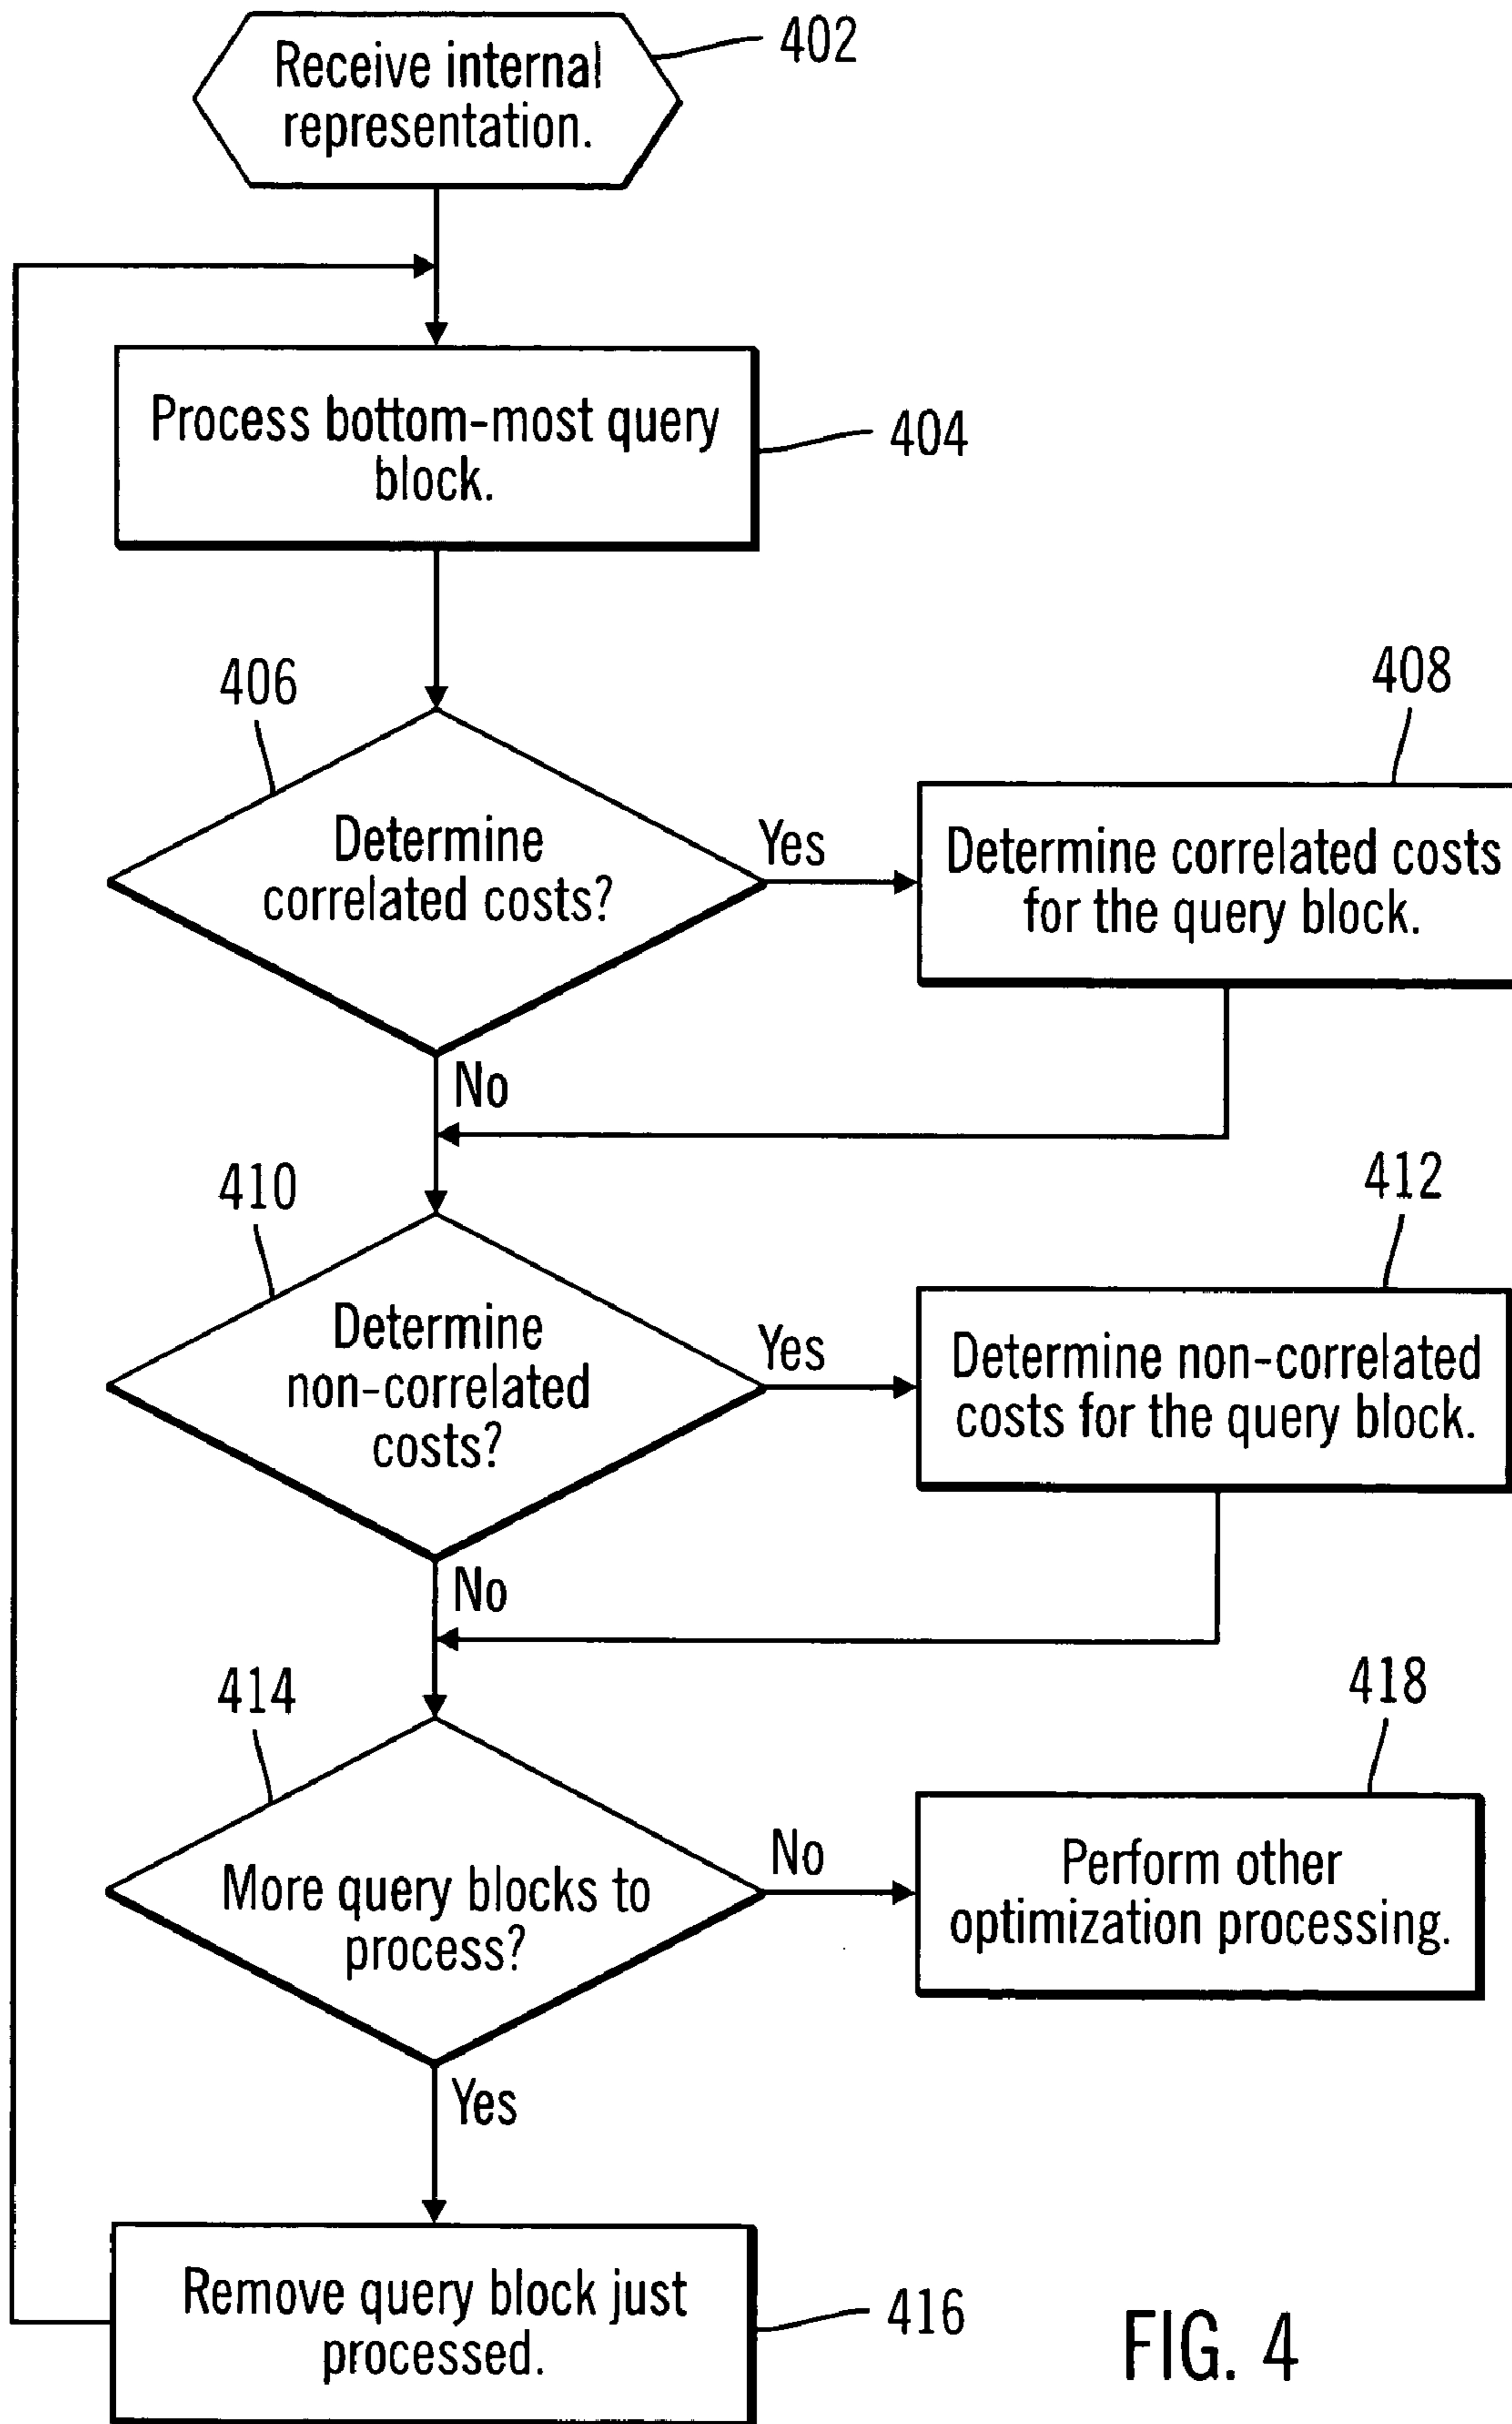 Receive internal
representation.
402
Process bottom-most query
block.
404
406
Determine
correlated costs?
Yes
No
408
Determine correlated costs
for the query block.
410
Determine
non-correlated
costs?
Yes
No
412
Determine non-correlated
costs for the query block.
414
More query blocks to
process?
No
Yes
418
Perform other
optimization processing.
Remove query block just
processed.
416
FIG. 4